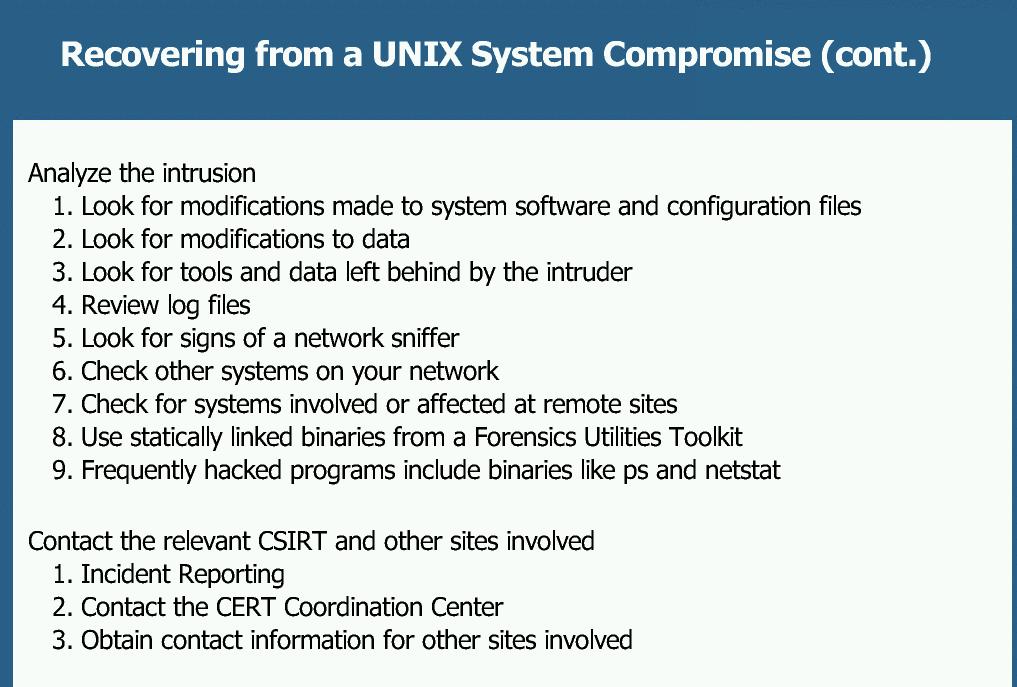 Recovering from a UNIX System Compromise (cont.)
Analyze the intrusion
1. Look for modifications made to system software and configuration files
2. Look for modifications to data
3. Look for tools and data left behind by the intruder
4. Review log files
5. Look for signs of a network sniffer
6. Check other systems on your network
7. Check for systems involved or affected at remote sites
8. Use statically linked binaries from a Forensics Utilities Toolkit
9. Frequently hacked programs include binaries like ps and netstat
Contact the relevant CSIRT and other sites involved
1. Incident Reporting
2. Contact the CERT Coordination Center
3. Obtain contact information for other sites involved